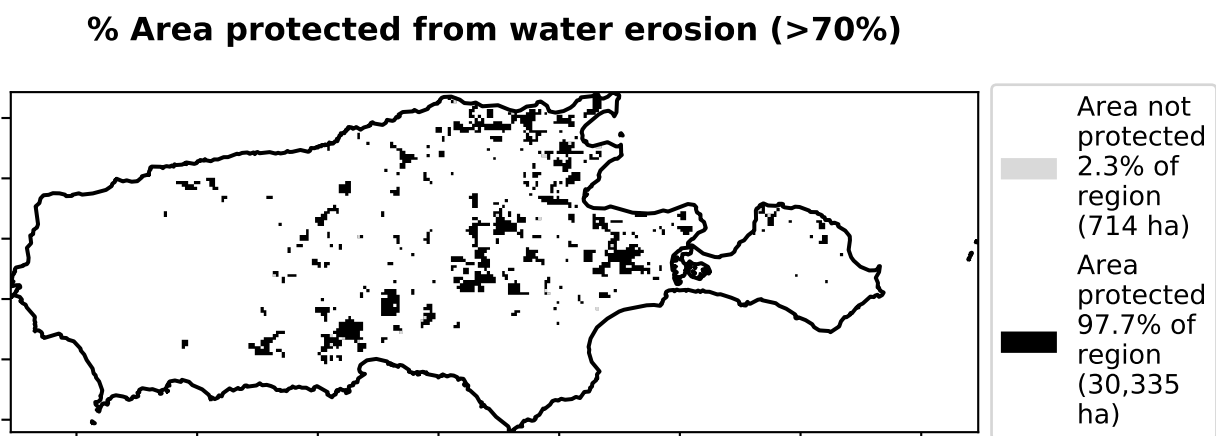 % Area protected from water erosion (>70%)
Area not
protected
2.3% of
region
(714 ha)
Area
protected
97.7% of
region
(30,335
ha)